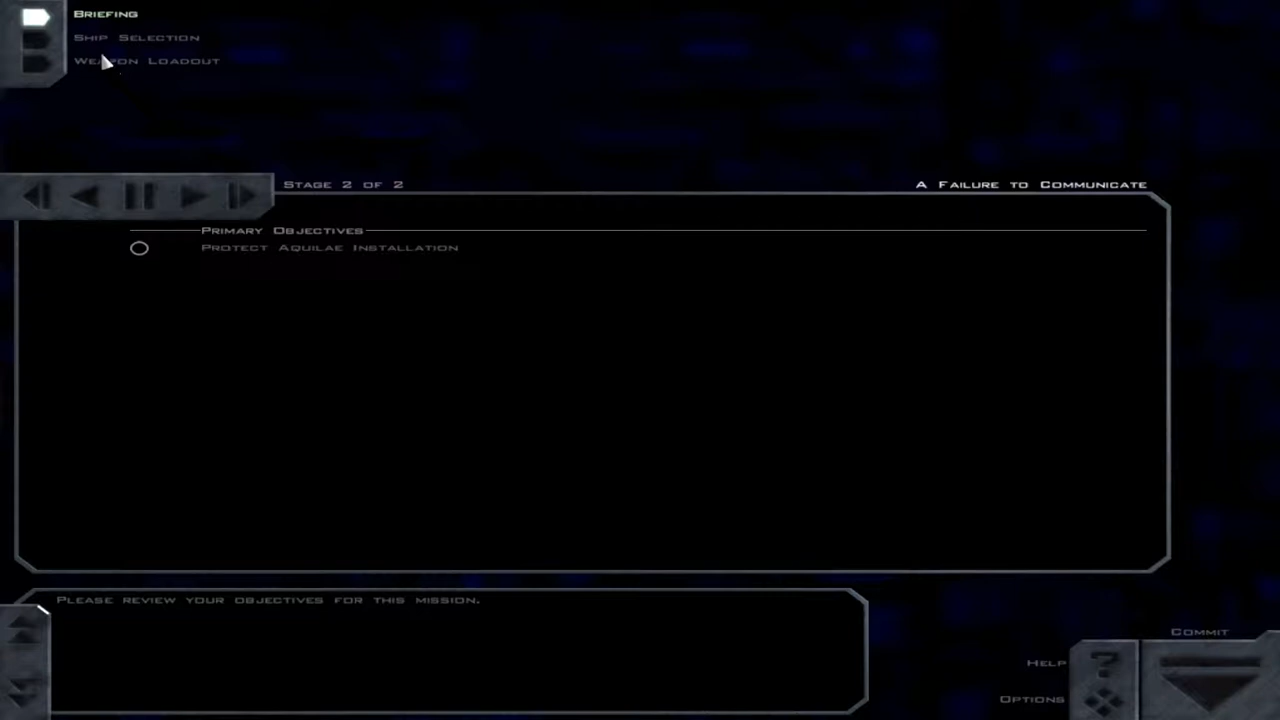 Briefing
Ship Selection
Weapon Loadout
Stage 2 of 2
A Failure to Communicate
Primary Objectives
Protect Aquilae Installation
Please review your objectives for this mission.
Commit
Help
?
Options